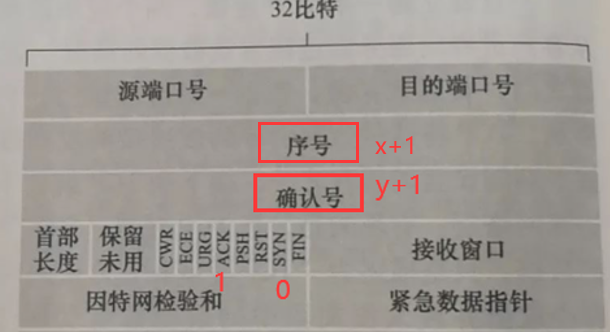 32比特
源端口号 目的端口号
序号 x+1
确认号 y+1
首部长度 保留未用 CWR ECE URG ACK PSH RST SYN FIN 接收窗口
1 0
因特网检验和 紧急数据指针